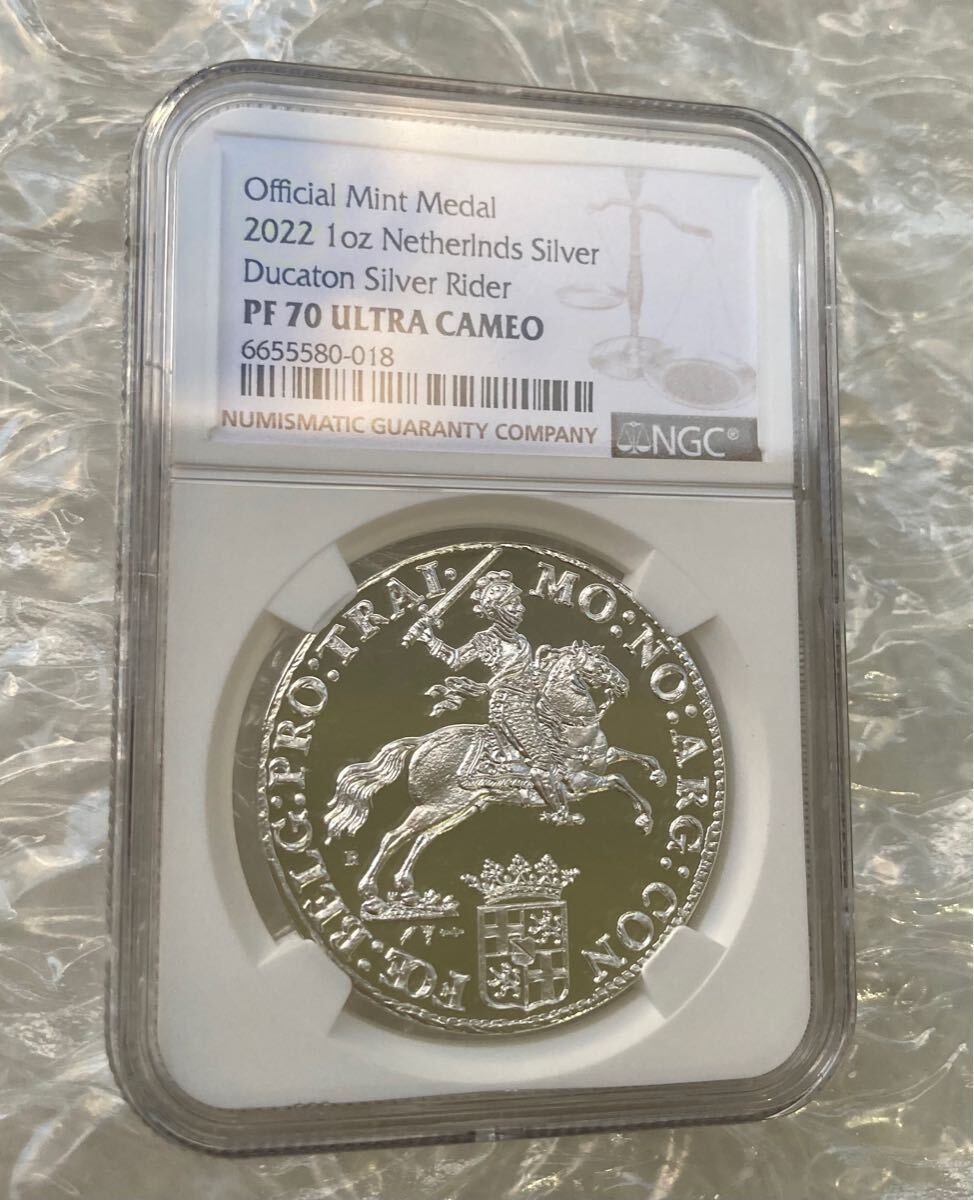 Official Mint Medal
2022 1oz Netherlnds Silver
Ducaton Silver Rider
PF 70 ULTRA CAMEO
6655580-018
NUMISMATIC GUARANTY COMPANY
NGC®
MO:NO:ARG:CON
FŒ:BELG:PRO:TRAI.